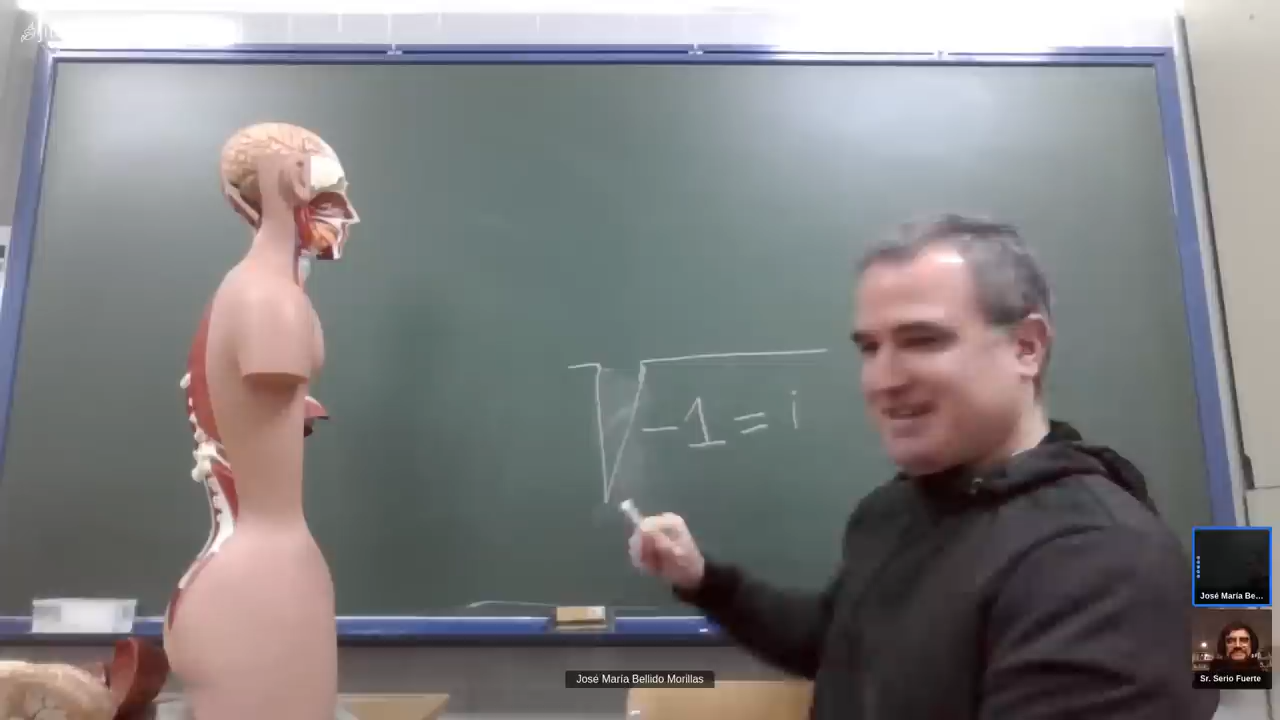 √-1 = i
José María Bellido Morillas
José María Be...
Sr. Serio Fuerte